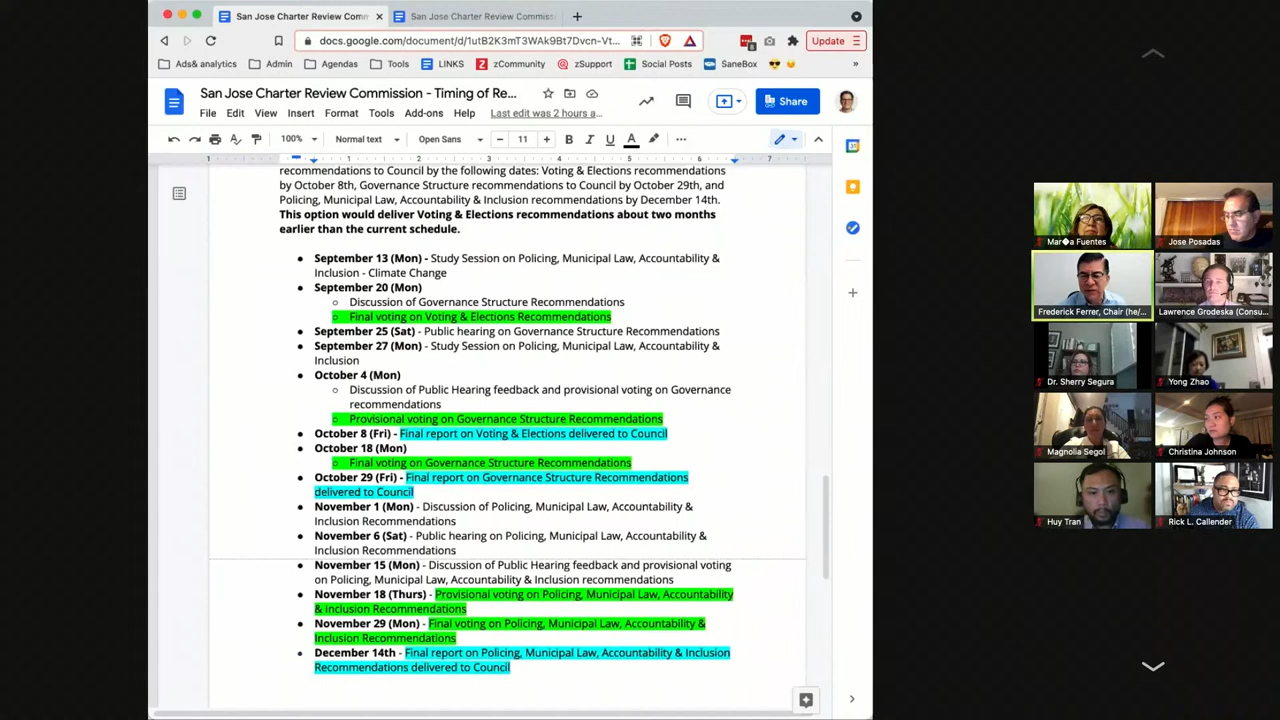 San Jose Charter Review Comm
San Jose Charter Review Commiss
docs.google.com/document/d/1utB2K3mT3WAk9Bt7Dvcn-Vt...
Update
Ads& analytics
Admin
Agendas
Tools
LINKS
zCommunity
zSupport
Social Posts
SaneBox
San Jose Charter Review Commission - Timing of Re...
File Edit View Insert Format Tools Add-ons Help Last edit was 2 hours a...
Share
100% Normal text Open Sans 11
1 1 2 3 4 5 6 7
recommendations to Council by the following dates: Voting & Elections recommendations
by October 8th, Governance Structure recommendations to Council by October 29th, and
Policing, Municipal Law, Accountability & Inclusion recommendations by December 14th.
This option would deliver Voting & Elections recommendations about two months
earlier than the current schedule.
September 13 (Mon) - Study Session on Policing, Municipal Law, Accountability &
Inclusion - Climate Change
September 20 (Mon)
Discussion of Governance Structure Recommendations
Final voting on Voting & Elections Recommendations
September 25 (Sat) - Public hearing on Governance Structure Recommendations
September 27 (Mon) - Study Session on Policing, Municipal Law, Accountability &
Inclusion
October 4 (Mon)
Discussion of Public Hearing feedback and provisional voting on Governance
recommendations
Provisional voting on Governance Structure Recommendations
October 8 (Fri) - Final report on Voting & Elections delivered to Council
October 18 (Mon)
Final voting on Governance Structure Recommendations
October 29 (Fri) - Final report on Governance Structure Recommendations
delivered to Council
November 1 (Mon) - Discussion of Policing, Municipal Law, Accountability &
Inclusion Recommendations
November 6 (Sat) - Public hearing on Policing, Municipal Law, Accountability &
Inclusion Recommendations
November 15 (Mon) - Discussion of Public Hearing feedback and provisional voting
on Policing, Municipal Law, Accountability & Inclusion recommendations
November 18 (Thurs) - Provisional voting on Policing, Municipal Law, Accountability
& Inclusion Recommendations
November 29 (Mon) - Final voting on Policing, Municipal Law, Accountability &
Inclusion Recommendations
December 14th - Final report on Policing, Municipal Law, Accountability & Inclusion
Recommendations delivered to Council
Mar�a Fuentes
Jose Posadas
Frederick Ferrer, Chair (he/...
Lawrence Grodeska (Consu...
Dr. Sherry Segura
Yong Zhao
Magnolia Segol
Christina Johnson
Huy Tran
Rick L. Callender